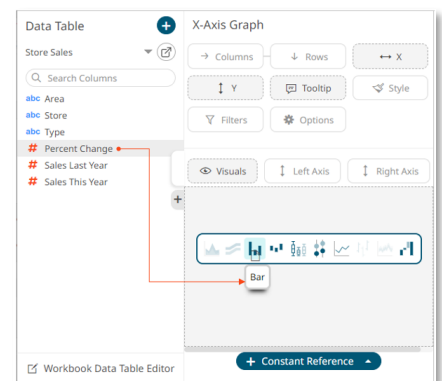 Data Table
X-Axis Graph
Store Sales
Columns
Rows
X
Search Columns
Y
Tooltip
Style
abc Area
abc Store
Filters
Options
abc Type
# Percent Change
# Sales Last Year
Visuals
Left Axis
Right Axis
# Sales This Year
Bar
Workbook Data Table Editor
+ Constant Reference